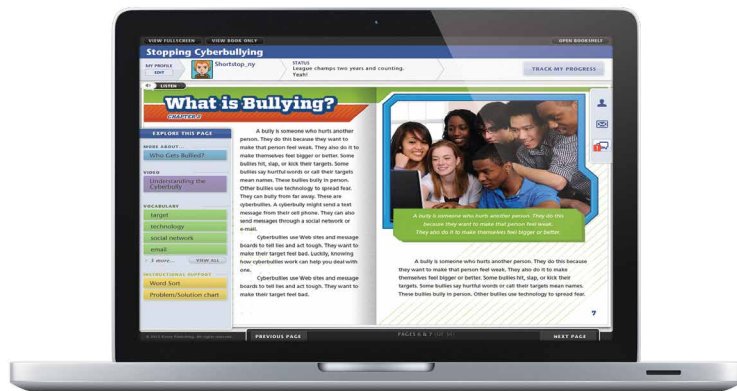 VIEW FULLSCREEN VIEW BOOK ONLY OPEN BOOKSHELF
Stopping Cyberbullying
MY PROFILE
EDIT
Shortstop_ny
STATUS
League champs two years and counting.
Yeah!
TRACK MY PROGRESS
LISTEN
What is Bullying?
CHAPTER 2
EXPLORE THIS PAGE
MORE ABOUT...
Who Gets Bullied?
VIDEO
Understanding the
Cyberbully
VOCABULARY
target
technology
social network
email
more... VIEW ALL
INSTRUCTIONAL SUPPORT
Word Sort
Problem/Solution chart
A bully is someone who hurts another
person. They do this because they want to
make that person feel weak. They also do it to
make themselves feel bigger or better. Some
bullies hit, slap, or kick their targets. Some
bullies say hurtful words or call their targets
mean names. These bullies bully in person.
Other bullies use technology to spread fear.
They can bully from far away. These are
cyberbullies. A cyberbully might send a text
message from their cell phone. They can also
send messages through a social network or
e-mail.
Cyberbullies use Web sites and message
boards to tell lies and act tough. They want to
make their target feel bad. Luckily, knowing
how cyberbullies work can help you deal with
one.
Cyberbullies use Web sites and message
boards to tell lies and act tough. They want to
make their target feel bad.
A bully is someone who hurts another person. They do this
because they want to make that person feel weak.
They also do it to make themselves feel bigger or better.
A bully is someone who hurts another person. They do this because
they want to make that person feel weak. They also do it to make
themselves feel bigger or better. Some bullies hit, slap, or kick their
targets. Some bullies say hurtful words or call their targets mean names.
These bullies bully in person. Other bullies use technology to spread fear.
7
PREVIOUS PAGE PAGES 6 & 7 NEXT PAGE